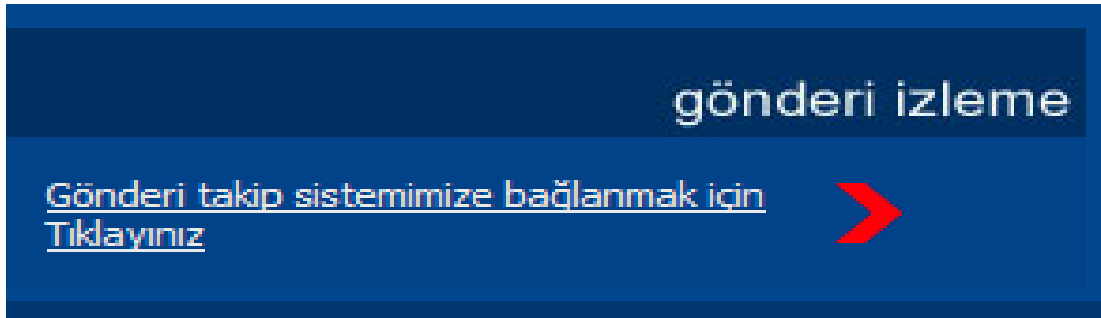 gönderi izleme
Gönderi takip sistemimize bağlanmak için
Tıklayınız